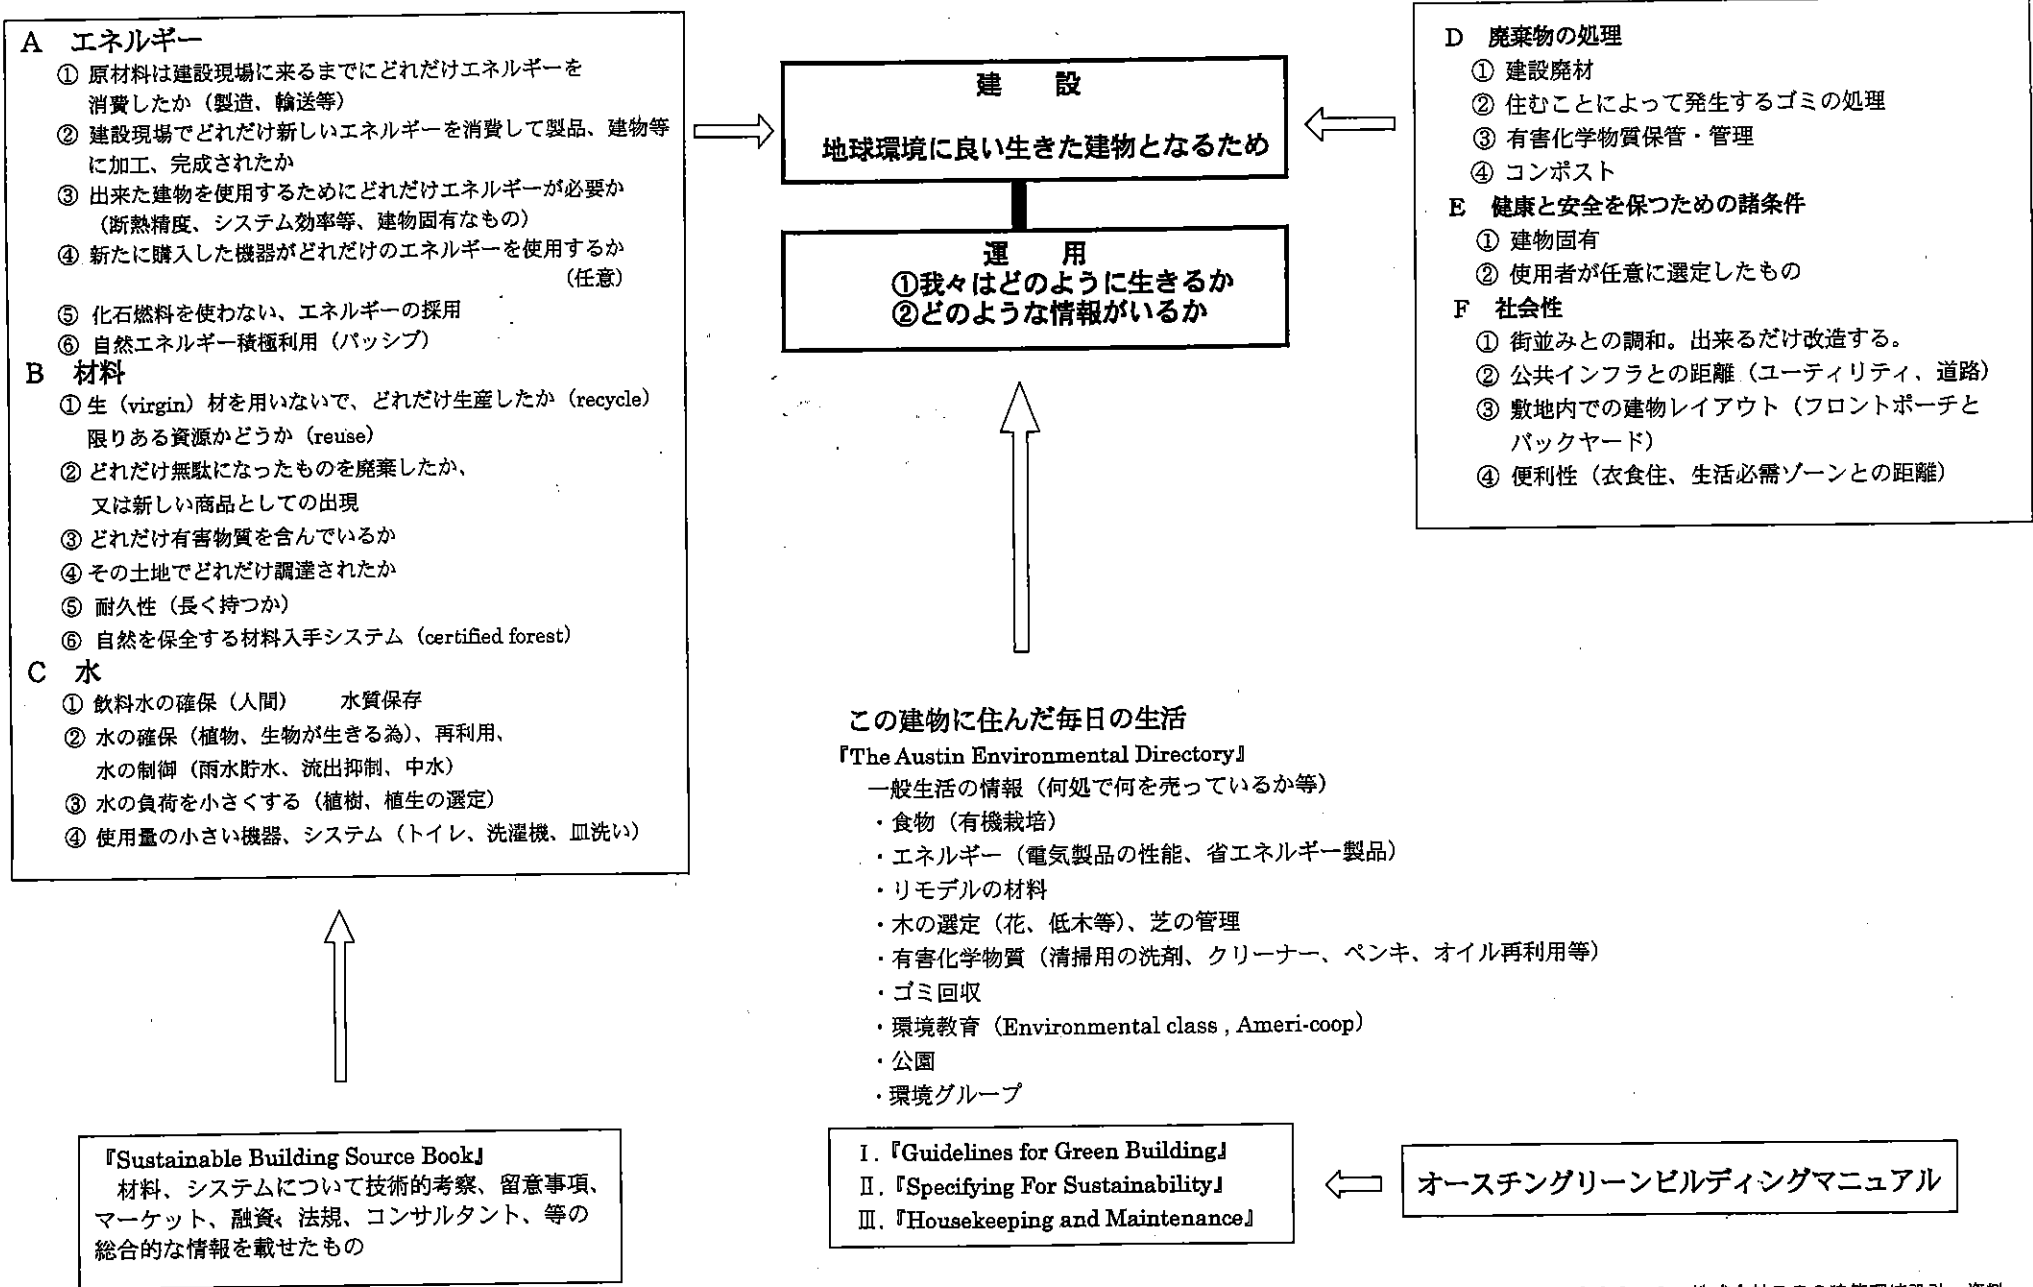 A エネルギー
① 原材料は建設現場に来るまでにどれだけエネルギーを
消費したか（製造、輸送等）
② 建設現場でどれだけ新しいエネルギーを消費して製品、建物等
に加工、完成されたか
③ 出来た建物を使用するためにどれだけエネルギーが必要か
（断熱精度、システム効率等、建物固有なもの）
④ 新たに購入した機器がどれだけのエネルギーを使用するか
（任意）
⑤ 化石燃料を使わない、エネルギーの採用
⑥ 自然エネルギー積極利用（パッシブ）
B 材料
① 生（virgin）材を用いないで、どれだけ生産したか（recycle）
限りある資源かどうか（reuse）
② どれだけ無駄になったものを廃棄したか、
又は新しい商品としての出現
③ どれだけ有害物質を含んでいるか
④ その土地でどれだけ調達されたか
⑤ 耐久性（長く持つか）
⑥ 自然を保全する材料入手システム（certified forest）
C 水
① 飲料水の確保（人間） 水質保存
② 水の確保（植物、生物が生きる為）、再利用、
水の制御（雨水貯水、流出抑制、中水）
③ 水の負荷を小さくする（植樹、植生の選定）
④ 使用量の小さい機器、システム（トイレ、洗濯機、皿洗い）
建 設
地球環境に良い生きた建物となるため
運 用
①我々はどのように生きるか
②どのような情報がいるか
D 廃棄物の処理
① 建設廃材
② 住むことによって発生するゴミの処理
③ 有害化学物質保管・管理
④ コンポスト
E 健康と安全を保つための諸条件
① 建物固有
② 使用者が任意に選定したもの
F 社会性
① 街並みとの調和。出来るだけ改造する。
② 公共インフラとの距離（ユーティリティ、道路）
③ 敷地内での建物レイアウト（フロントポーチと
バックヤード）
④ 便利性（衣食住、生活必需ゾーンとの距離）
この建物に住んだ毎日の生活
『The Austin Environmental Directory』
一般生活の情報（何処で何を売っているか等）
・食物（有機栽培）
・エネルギー（電気製品の性能、省エネルギー製品）
・リモデルの材料
・木の選定（花、低木等）、芝の管理
・有害化学物質（清掃用の洗剤、クリーナー、ペンキ、オイル再利用等）
・ゴミ回収
・環境教育（Environmental class , Ameri-coop）
・公園
・環境グループ
『Sustainable Building Source Book』
材料、システムについて技術的考察、留意事項、
マーケット、融資、法規、コンサルタント、等の
総合的な情報を載せたもの
Ⅰ.『Guidelines for Green Building』
Ⅱ.『Specifying For Sustainability』
Ⅲ.『Housekeeping and Maintenance』
オースチングリーンビルディングマニュアル